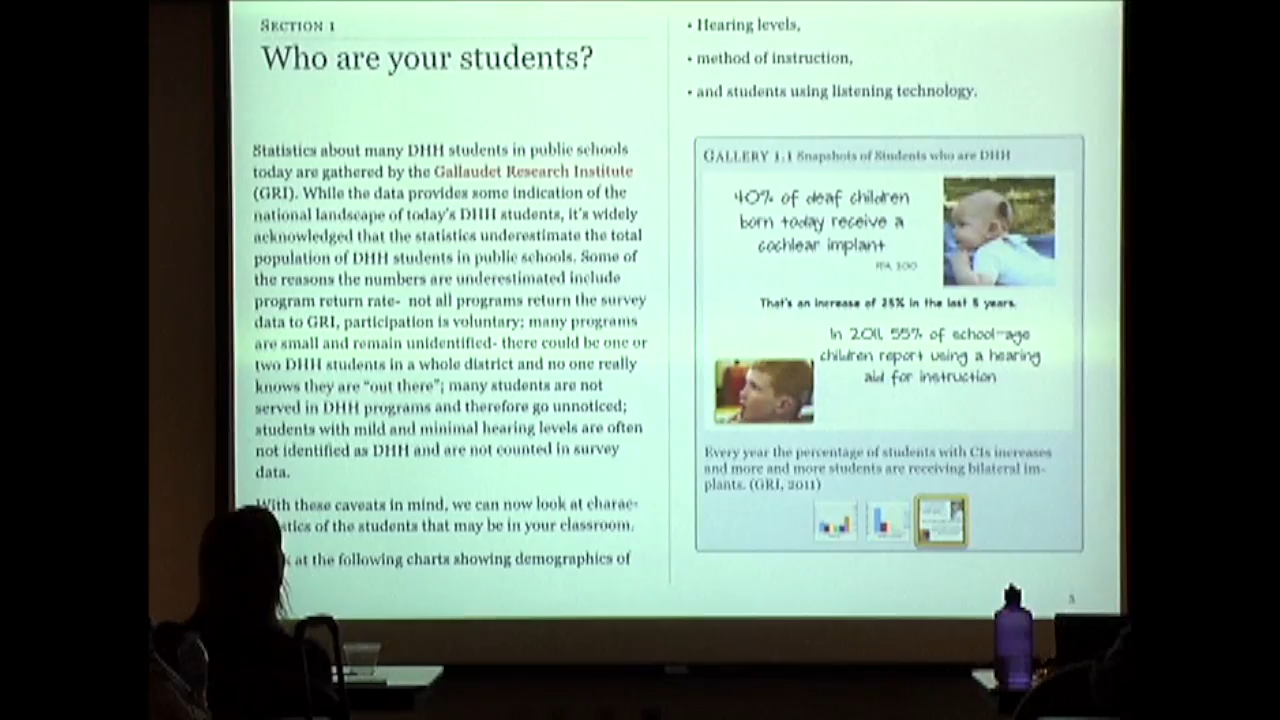 SECTION 1
Who are your students?
Statistics about many DHH students in public schools
today are gathered by the Gallaudet Research Institute
(GRI). While the data provides some indication of the
national landscape of today's DHH students, it's widely
acknowledged that the statistics underestimate the total
population of DHH students in public schools. Some of
the reasons the numbers are underestimated include
program return rate- not all programs return the survey
data to GRI, participation is voluntary; many programs
are small and remain unidentified- there could be one or
two DHH students in a whole district and no one really
knows they are "out there"; many students are not
served in DHH programs and therefore go unnoticed;
students with mild and minimal hearing levels are often
not identified as DHH and are not counted in survey
data.
With these caveats in mind, we can now look at charac-
stics of the students that may be in your classroom.
at the following charts showing demographics of
• Hearing levels,
• method of instruction,
• and students using listening technology.
GALLERY 1.1 Snapshots of Students who are DHH
40% of deaf children
born today receive a
cochlear implant
2010
That's an increase of 25% in the last 5 years.
In 2011, 55% of school-age
children report using a hearing
aid for instruction
Every year the percentage of students with CIs increases
and more and more students are receiving bilateral im-
plants. (GRI, 2011)